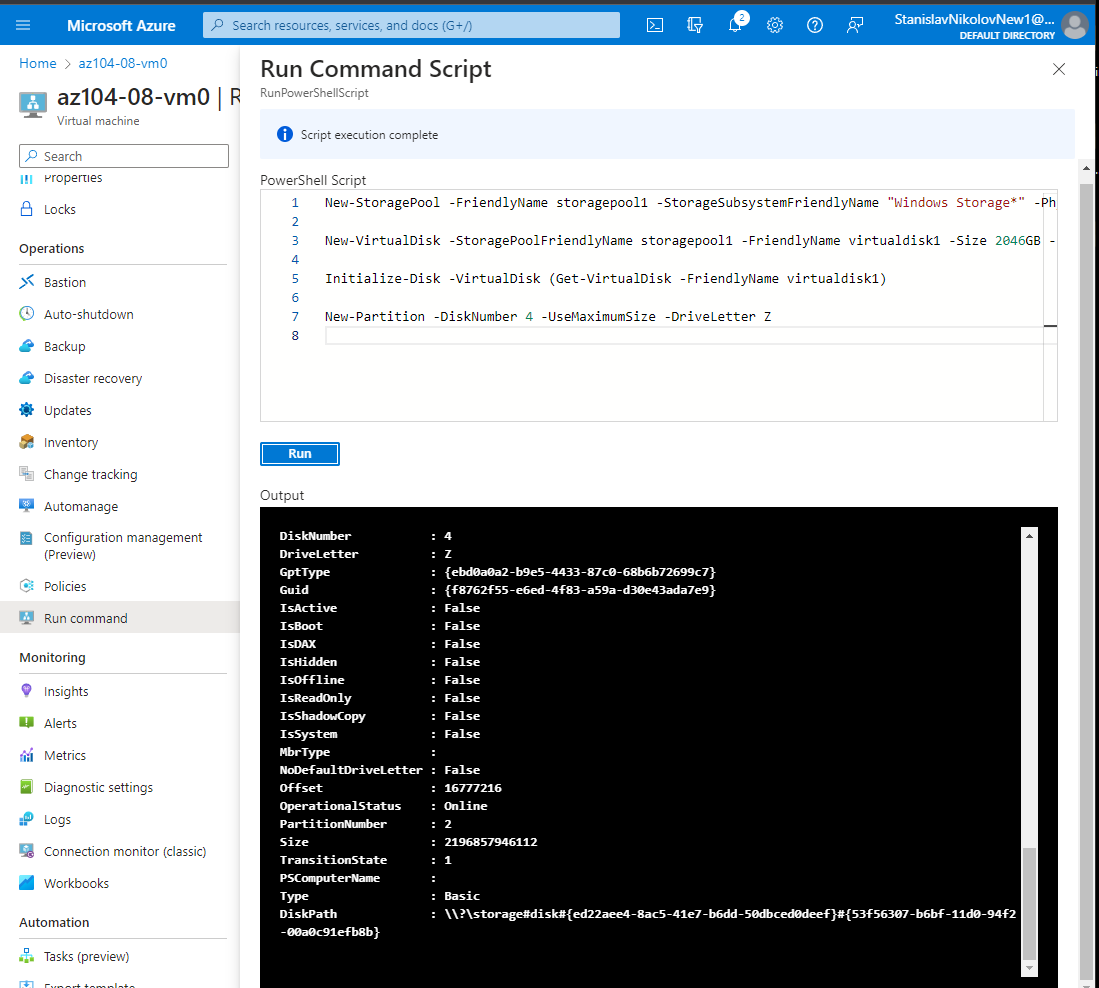 Microsoft Azure
Search resources, services, and docs (G+/)
2
StanislavNikolovNew1@...
DEFAULT DIRECTORY
Home > az104-08-vm0
az104-08-vm0 | R
Virtual machine
Search
Properties
Locks
Operations
Bastion
Auto-shutdown
Backup
Disaster recovery
Updates
Inventory
Change tracking
Automanage
Configuration management
(Preview)
Policies
Run command
Monitoring
Insights
Alerts
Metrics
Diagnostic settings
Logs
Connection monitor (classic)
Workbooks
Automation
Tasks (preview)
Export template
Run Command Script
RunPowerShellScript
Script execution complete
PowerShell Script
1 New-StoragePool -FriendlyName storagepool1 -StorageSubsystemFriendlyName "Windows Storage*" -Ph
2
3 New-VirtualDisk -StoragePoolFriendlyName storagepool1 -FriendlyName virtualdisk1 -Size 2046GB -
4
5 Initialize-Disk -VirtualDisk (Get-VirtualDisk -FriendlyName virtualdisk1)
6
7 New-Partition -DiskNumber 4 -UseMaximumSize -DriveLetter Z
8
Run
Output
DiskNumber : 4
DriveLetter : Z
GptType : {ebd0a0a2-b9e5-4433-87c0-68b6b72699c7}
Guid : {f8762f55-e6ed-4f83-a59a-d30e43ada7e9}
IsActive : False
IsBoot : False
IsDAX : False
IsHidden : False
IsOffline : False
IsReadOnly : False
IsShadowCopy : False
IsSystem : False
MbrType :
NoDefaultDriveLetter : False
Offset : 16777216
OperationalStatus : Online
PartitionNumber : 2
Size : 2196857946112
TransitionState : 1
PSComputerName :
Type : Basic
DiskPath : \\?\storage#disk#{ed22aee4-8ac5-41e7-b6dd-50dbced0deef}#{53f56307-b6bf-11d0-94f2
-00a0c91efb8b}